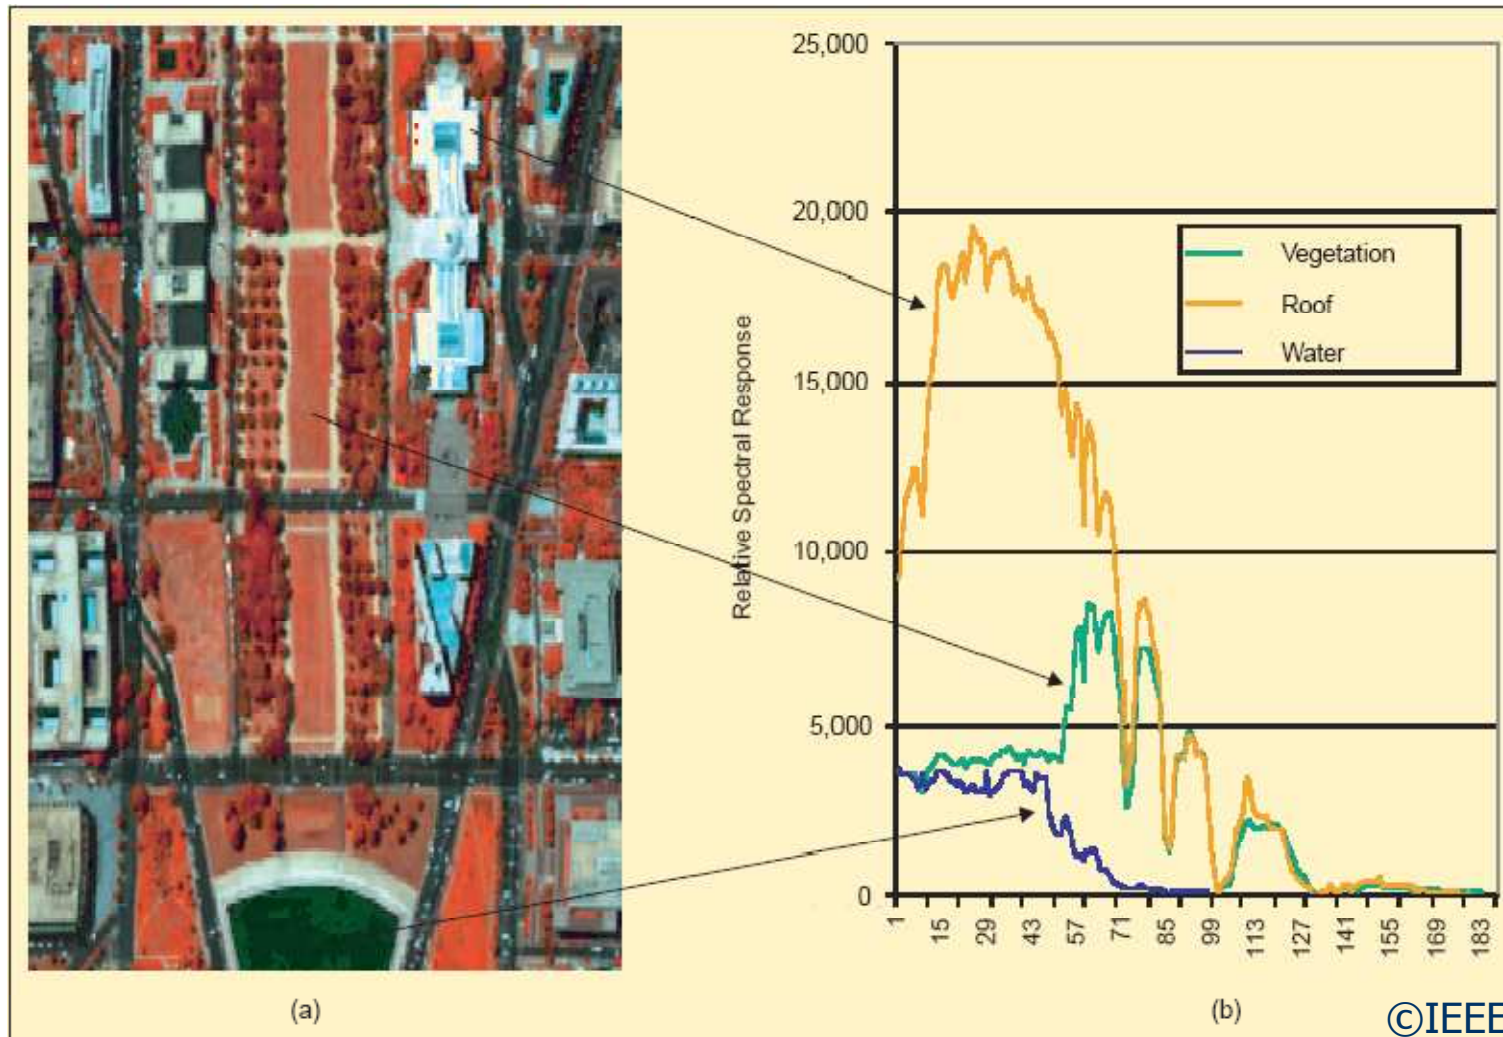 25,000
20,000
15,000
10,000
5,000
0
Relative Spectral Response
Vegetation
Roof
Water
1 15 29 43 57 71 85 99 113 127 141 155 169 183
(a)
(b)
©IEEE